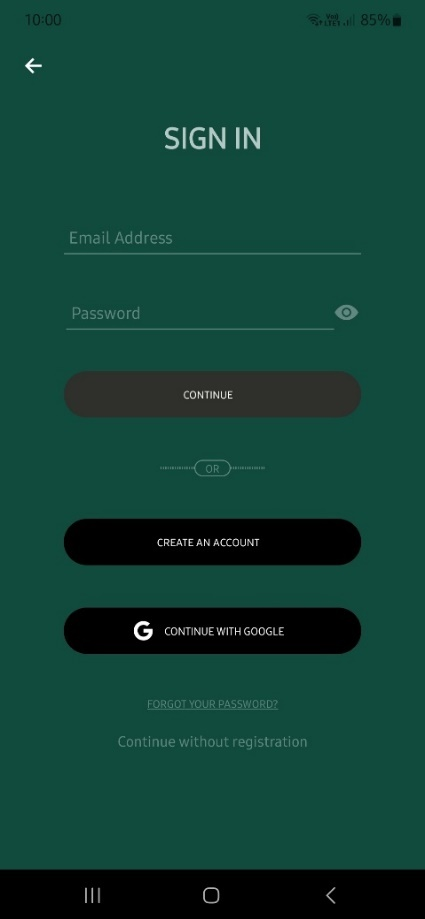 10:00
85%
SIGN IN
Email Address
Password
CONTINUE
OR
CREATE AN ACCOUNT
G CONTINUE WITH GOOGLE
FORGOT YOUR PASSWORD?
Continue without registration